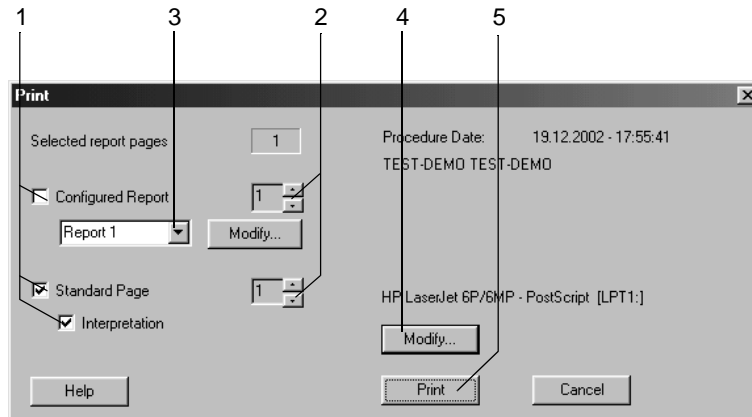 1 3 2 4 5
Print
Selected report pages 1
Procedure Date: 19.12.2002 - 17:55:41
TEST-DEMO TEST-DEMO
Configured Report 1
Report 1 Modify...
Standard Page 1
HP LaserJet 6P/6MP - PostScript [LPT1:]
Interpretation
Modify...
Help Print Cancel